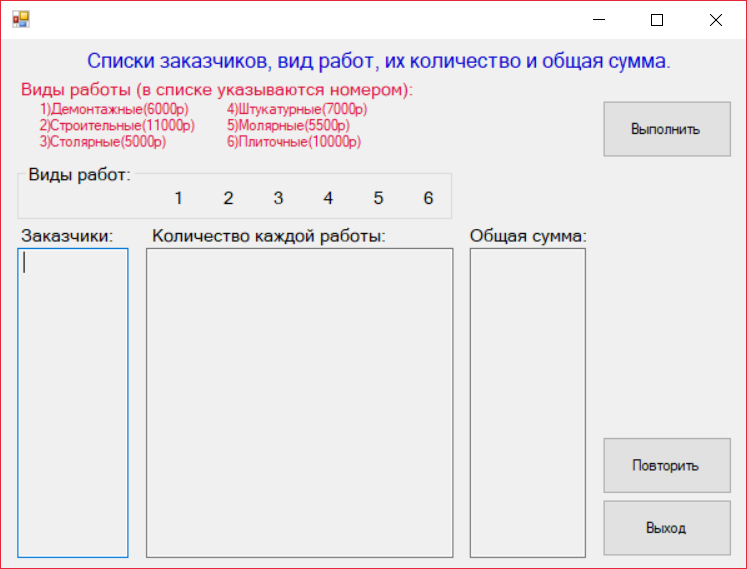 Списки заказчиков, вид работ, их количество и общая сумма.
Виды работы (в списке указываются номером):
1)Демонтажные(6000р) 4)Штукатурные(7000р)
2)Строительные(11000р) 5)Молярные(5500р)
3)Столярные(5000р) 6)Плиточные(10000р)
Выполнить
Виды работ:
1 2 3 4 5 6
Заказчики: Количество каждой работы: Общая сумма:
Повторить
Выход